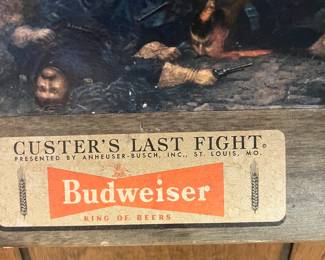 CUSTER'S LAST FIGHT®
PRESENTED BY ANHEUSER-BUSCH, INC., ST. LOUIS, MO.
Budweiser
KING OF BEERS